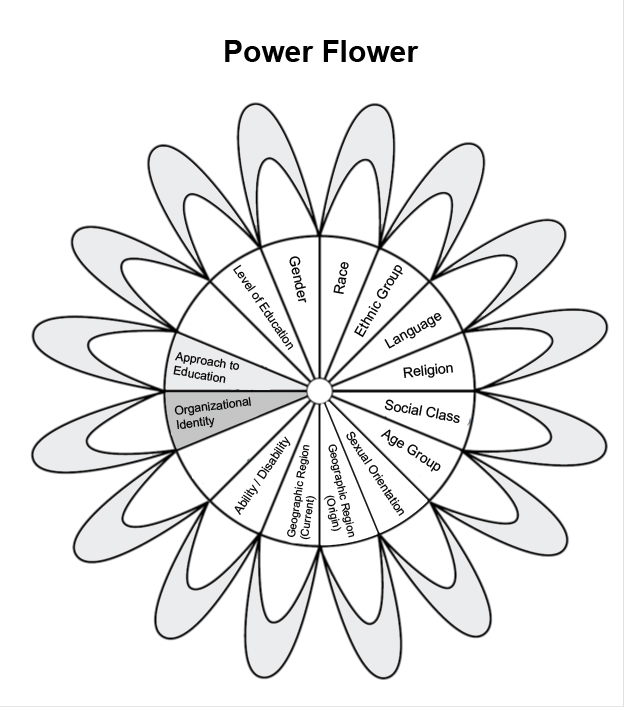 Power Flower
Gender
Race
Ethnic Group
Language
Religion
Social Class
Age Group
Sexual Orientation
Geographic Region
(Origin)
Geographic Region
(Current)
Ability / Disability
Organizational
Identity
Approach to
Education
Level of Education